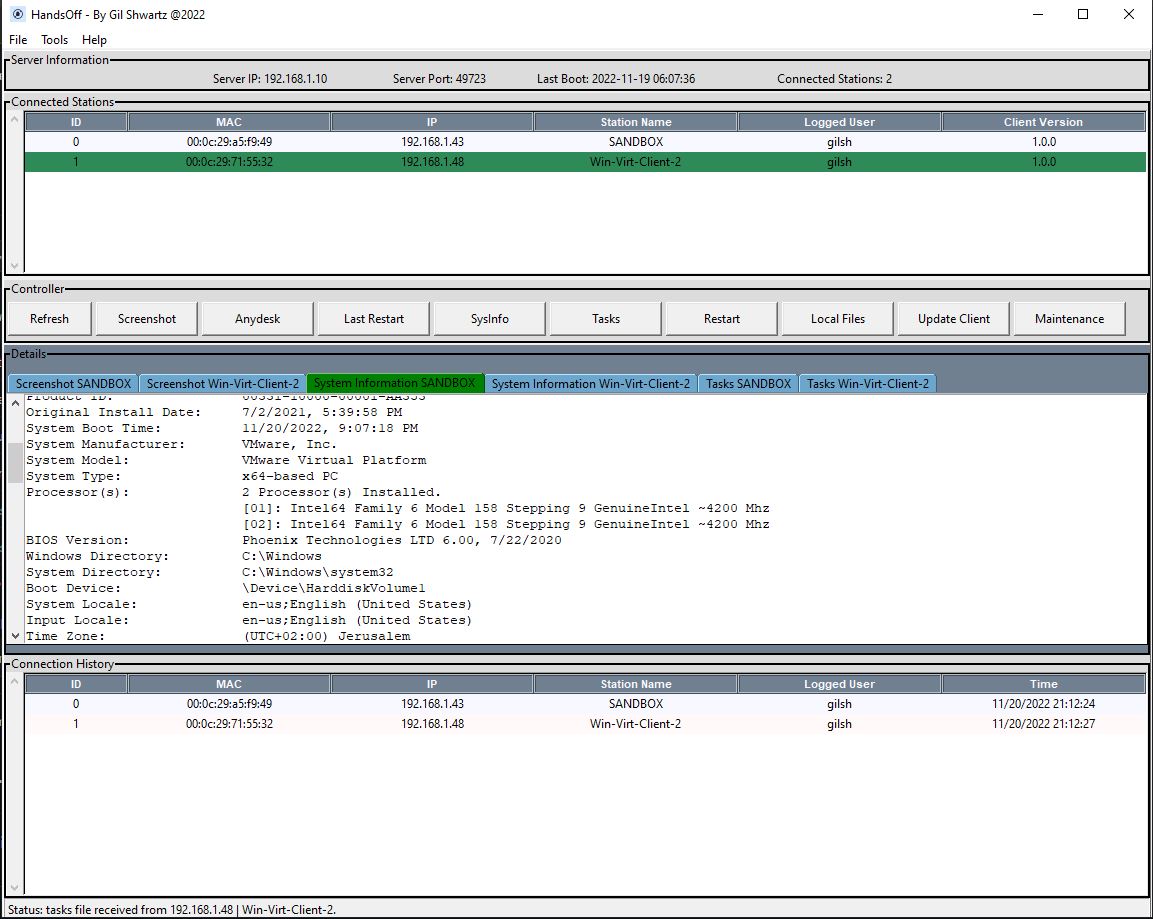 HandsOff - By Gil Shwartz @2022
File Tools Help
Server Information
Server IP: 192.168.1.10 Server Port: 49723 Last Boot: 2022-11-19 06:07:36 Connected Stations: 2
Connected Stations
ID MAC IP Station Name Logged User Client Version
0 00:0c:29:a5:f9:49 192.168.1.43 SANDBOX gilsh 1.0.0
1 00:0c:29:71:55:32 192.168.1.48 Win-Virt-Client-2 gilsh 1.0.0
Controller
Refresh Screenshot Anydesk Last Restart SysInfo Tasks Restart Local Files Update Client Maintenance
Details
Screenshot SANDBOX Screenshot Win-Virt-Client-2 System Information SANDBOX System Information Win-Virt-Client-2 Tasks SANDBOX Tasks Win-Virt-Client-2
Product ID: 00331-10000-00001-AA353
Original Install Date: 7/2/2021, 5:39:58 PM
System Boot Time: 11/20/2022, 9:07:18 PM
System Manufacturer: VMware, Inc.
System Model: VMware Virtual Platform
System Type: x64-based PC
Processor(s): 2 Processor(s) Installed.
[01]: Intel64 Family 6 Model 158 Stepping 9 GenuineIntel ~4200 Mhz
[02]: Intel64 Family 6 Model 158 Stepping 9 GenuineIntel ~4200 Mhz
BIOS Version: Phoenix Technologies LTD 6.00, 7/22/2020
Windows Directory: C:\Windows
System Directory: C:\Windows\system32
Boot Device: \Device\HarddiskVolume1
System Locale: en-us;English (United States)
Input Locale: en-us;English (United States)
Time Zone: (UTC+02:00) Jerusalem
Connection History
ID MAC IP Station Name Logged User Time
0 00:0c:29:a5:f9:49 192.168.1.43 SANDBOX gilsh 11/20/2022 21:12:24
1 00:0c:29:71:55:32 192.168.1.48 Win-Virt-Client-2 gilsh 11/20/2022 21:12:27
Status: tasks file received from 192.168.1.48 | Win-Virt-Client-2.